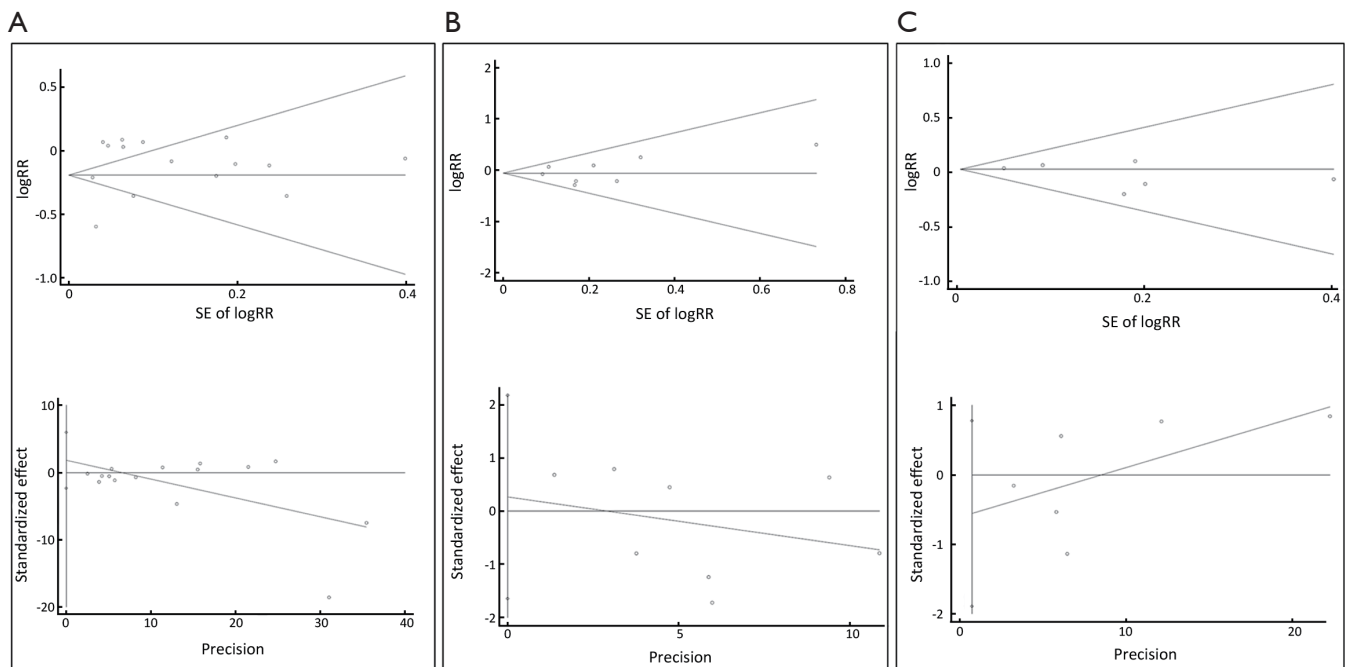 A
0.5
0
-0.5
-1.0
logRR
0 0.2 0.4
SE of logRR
10
0
-10
-20
Standardized effect
0 10 20 30 40
Precision
B
2
1
0
-1
-2
logRR
0 0.2 0.4 0.6 0.8
SE of logRR
2
1
0
-1
-2
Standardized effect
0 5 10
Precision
C
1.0
0.5
0
-0.5
-1.0
logRR
0 0.2 0.4
SE of logRR
1
0
-1
-2
Standardized effect
0 10 20
Precision